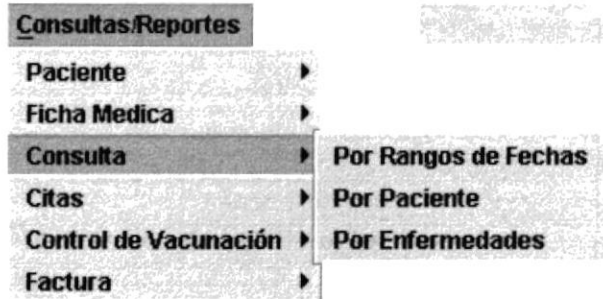 Consultas/Reportes
Paciente
Ficha Medica
Consulta
Citas
Control de Vacunación
Factura
Por Rangos de Fechas
Por Paciente
Por Enfermedades